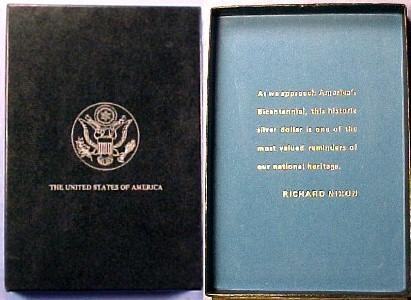 THE UNITED STATES OF AMERICA
As we approach America's
Bicentennial, this historic
silver dollar is one of the
most valued reminders of
our national heritage.
RICHARD NIXON